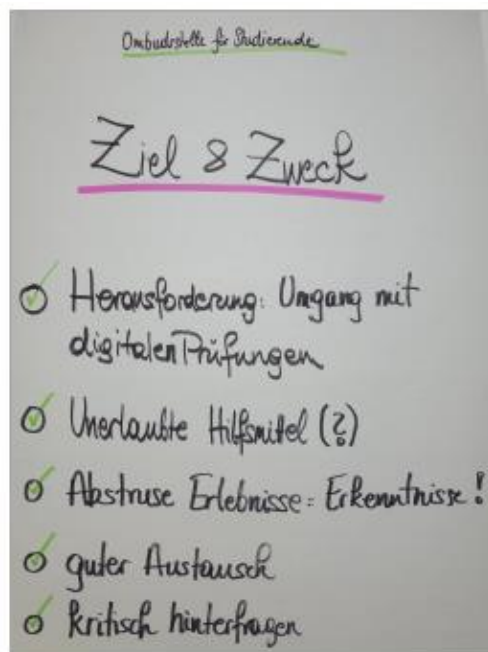 Ombudsstelle für Studierende
Ziel & Zweck
Herausforderung: Umgang mit
digitalen Prüfungen
Unerlaubte Hilfsmittel (?)
Abstruse Erlebnisse = Erkenntnisse!
guter Austausch
kritisch hinterfragen